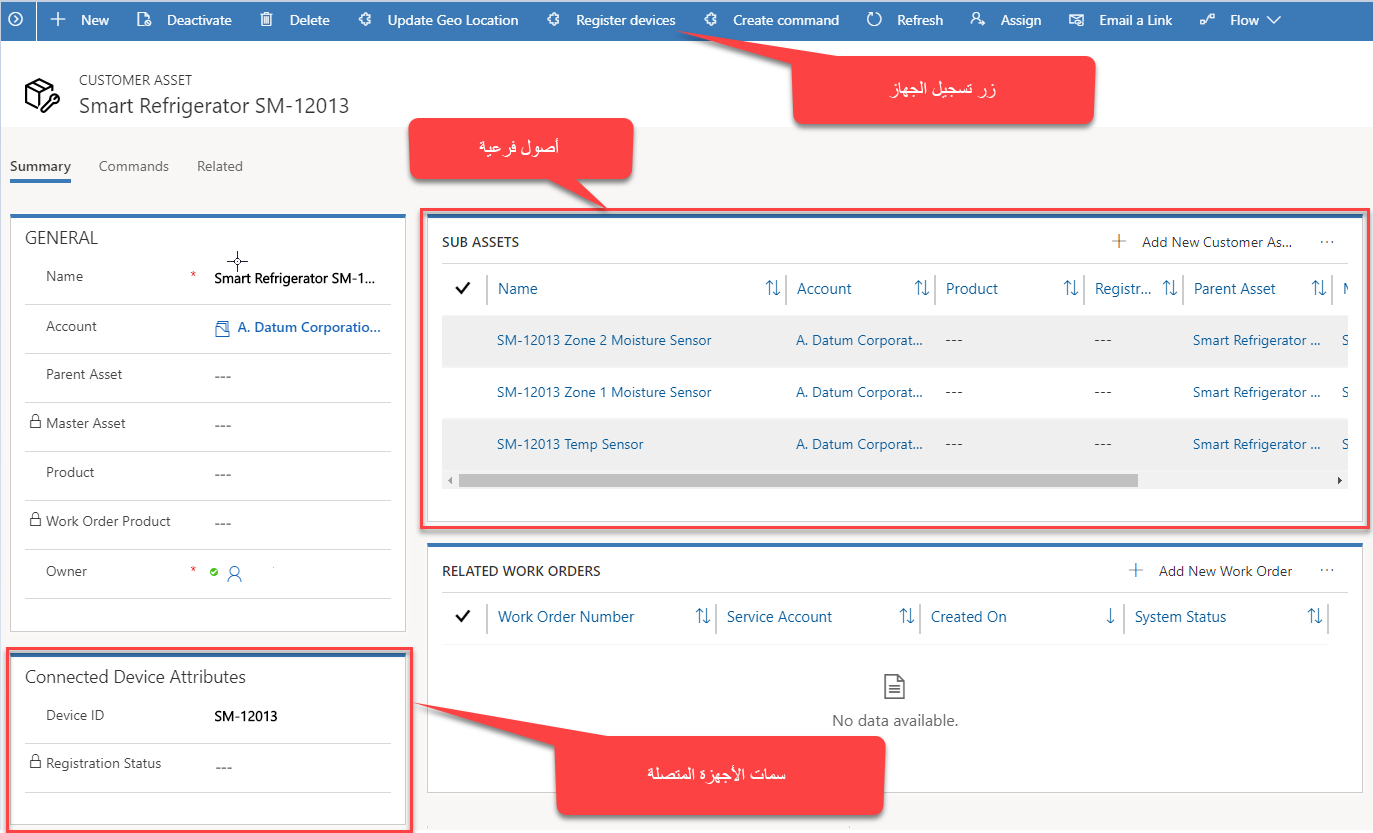 New Deactivate Delete Update Geo Location Register devices Create command Refresh Assign Email a Link Flow
زر تسجيل الجهاز
CUSTOMER ASSET
Smart Refrigerator SM-12013
أصول فرعية
Summary Commands Related
GENERAL
Name * Smart Refrigerator SM-1...
Account A. Datum Corporatio...
Parent Asset ---
Master Asset ---
Product ---
Work Order Product ---
Owner *
SUB ASSETS
Add New Customer As... ...
Name Account Product Registr... Parent Asset
SM-12013 Zone 2 Moisture Sensor A. Datum Corporat... --- --- Smart Refrigerator ...
SM-12013 Zone 1 Moisture Sensor A. Datum Corporat... --- --- Smart Refrigerator ...
SM-12013 Temp Sensor A. Datum Corporat... --- --- Smart Refrigerator ...
RELATED WORK ORDERS
Add New Work Order ...
Work Order Number Service Account Created On System Status
No data available.
Connected Device Attributes
Device ID SM-12013
Registration Status ---
سمات الأجهزة المتصلة